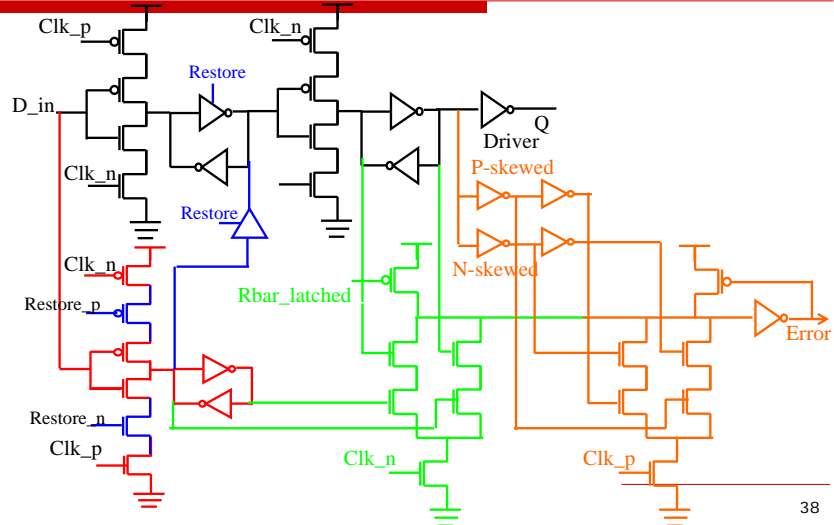 Clk_p
Clk_n
Restore
D_in
Q
Driver
Clk_n
P-skewed
Restore
N-skewed
Clk_n
Rbar_latched
Restore_p
Error
Restore_n
Clk_p
Clk_n
Clk_p
38